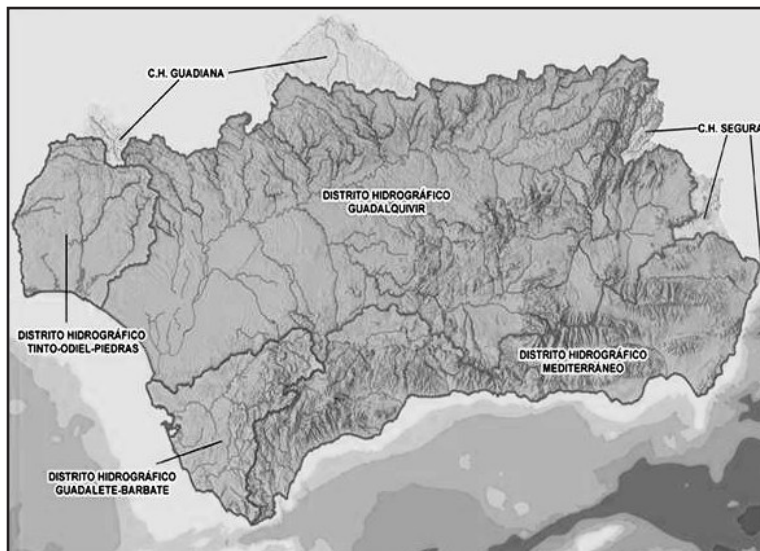 C.H. GUADIANA
C.H. SEGURA
DISTRITO HIDROGRÁFICO
GUADALQUIVIR
DISTRITO HIDROGRÁFICO
TINTO-ODIEL-PIEDRAS
DISTRITO HIDROGRÁFICO
MEDITERRÁNEO
DISTRITO HIDROGRÁFICO
GUADALETE-BARBATE